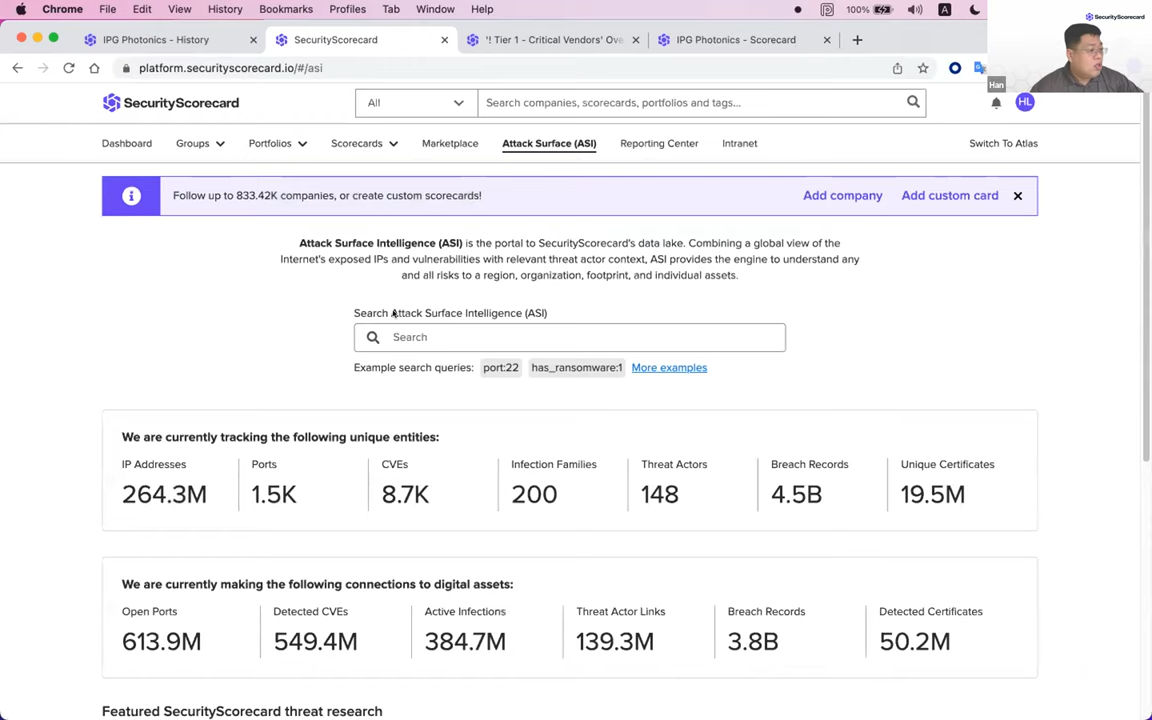 Chrome File Edit View History Bookmarks Profiles Tab Window Help
100% A
SecurityScorecard
IPG Photonics - History
SecurityScorecard
'! Tier 1 - Critical Vendors' Ove
IPG Photonics - Scorecard
platform.securityscorecard.io/#/asi
Han
SecurityScorecard
All
Search companies, scorecards, portfolios and tags...
HL
Dashboard Groups Portfolios Scorecards Marketplace Attack Surface (ASI) Reporting Center Intranet Switch To Atlas
Follow up to 833.42K companies, or create custom scorecards! Add company Add custom card
Attack Surface Intelligence (ASI) is the portal to SecurityScorecard's data lake. Combining a global view of the
Internet's exposed IPs and vulnerabilities with relevant threat actor context, ASI provides the engine to understand any
and all risks to a region, organization, footprint, and individual assets.
Search Attack Surface Intelligence (ASI)
Search
Example search queries: port:22 has_ransomware:1 More examples
We are currently tracking the following unique entities:
IP Addresses Ports CVEs Infection Families Threat Actors Breach Records Unique Certificates
264.3M 1.5K 8.7K 200 148 4.5B 19.5M
We are currently making the following connections to digital assets:
Open Ports Detected CVEs Active Infections Threat Actor Links Breach Records Detected Certificates
613.9M 549.4M 384.7M 139.3M 3.8B 50.2M
Featured SecurityScorecard threat research